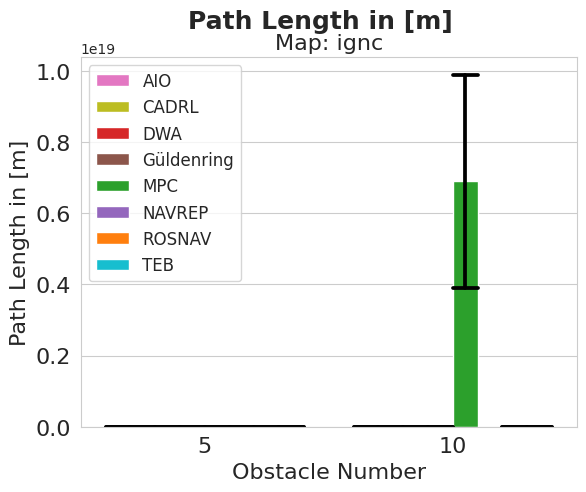 Path Length in [m]
Map: ignc
1e19
1.0
0.8
0.6
0.4
0.2
0.0
Path Length in [m]
AIO
CADRL
DWA
Güldenring
MPC
NAVREP
ROSNAV
TEB
5
10
Obstacle Number